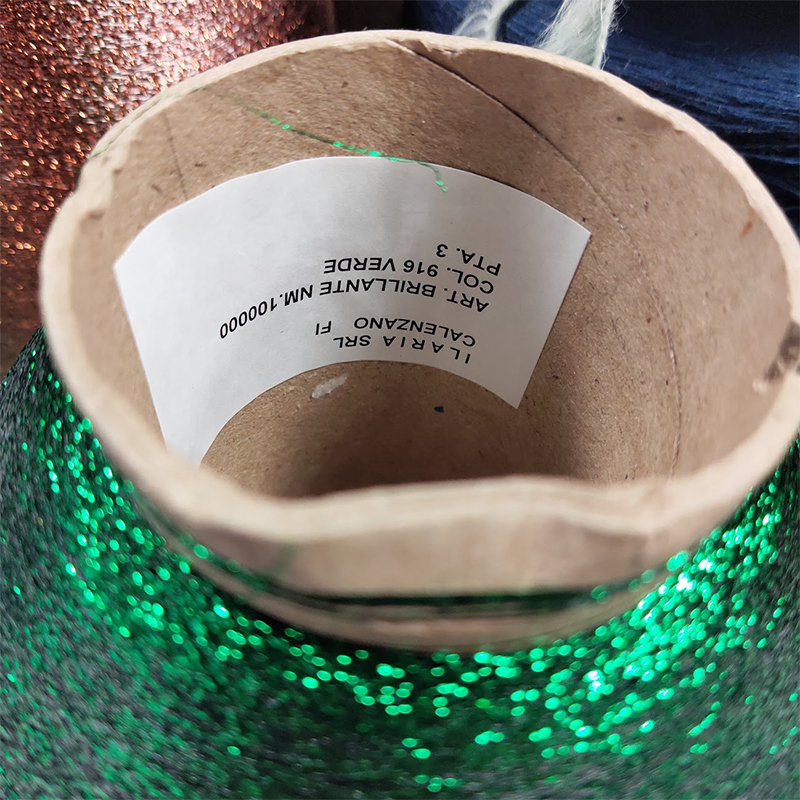 ILARIA SRL
CALENZANO FI
ART. BRILLANTE NM.100000
COL. 916 VERDE
PTA. 3